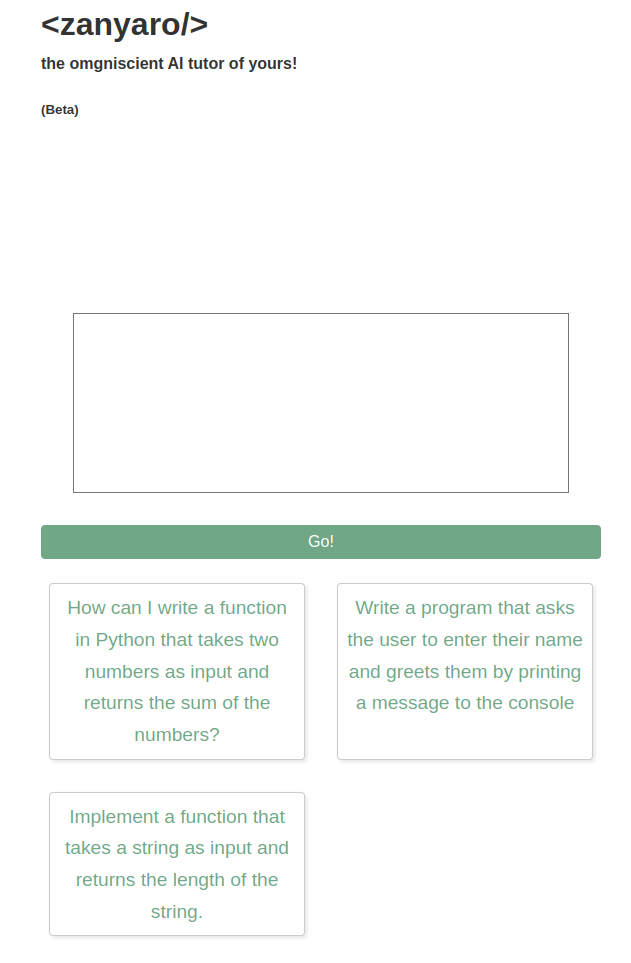 <zanyaro/>
the omgniscient AI tutor of yours!
(Beta)
Go!
How can I write a function
in Python that takes two
numbers as input and
returns the sum of the
numbers?
Write a program that asks
the user to enter their name
and greets them by printing
a message to the console
Implement a function that
takes a string as input and
returns the length of the
string.